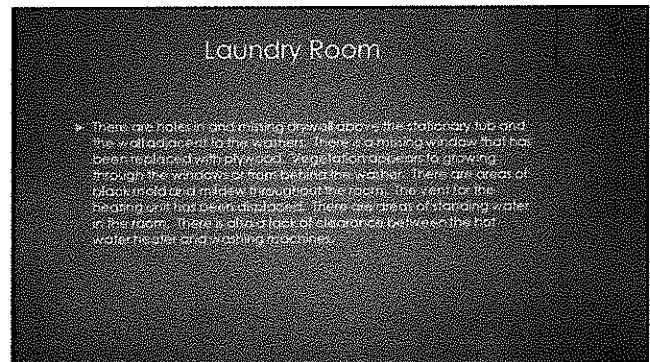 Laundry Room
There are holes in and missing drywall above the stationary tub and
the wall adjacent to the washers. There is a missing window that has
been replaced with plywood. Vegetation appears to growing
through the windows or from behind the washer. There are areas of
black mold and mildew throughout the room. The vent for the
heating unit has been displaced. There are areas of standing water
in the room. There is also a lack of clearance between the hot
water heater and washing machines.